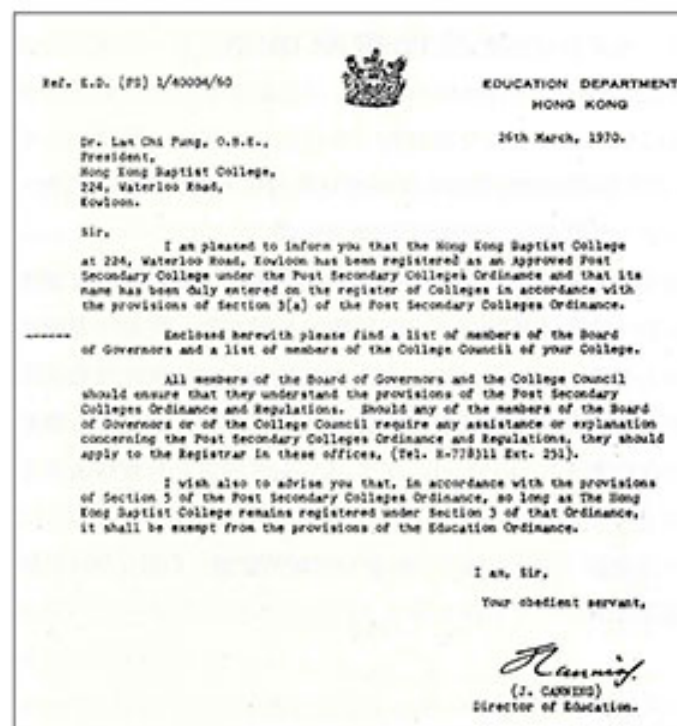 Ref. E.D. (PS) 1/40004/60
EDUCATION DEPARTMENT
HONG KONG
26th March, 1970.
Dr. Lam Chi Fung, O.B.E.,
President,
Hong Kong Baptist College,
224, Waterloo Road,
Kowloon.
Sir,
I am pleased to inform you that the Hong Kong Baptist College
at 224, Waterloo Road, Kowloon has been registered as an Approved Post
Secondary College under the Post Secondary Colleges Ordinance and that its
name has been duly entered on the register of Colleges in accordance with
the provisions of Section 3(a) of the Post Secondary Colleges Ordinance.
------ Enclosed herewith please find a list of members of the Board
of Governors and a list of members of the College Council of your College.
All members of the Board of Governors and the College Council
should ensure that they understand the provisions of the Post Secondary
Colleges Ordinance and Regulations. Should any of the members of the Board
of Governors or of the College Council require any assistance or explanation
concerning the Post Secondary Colleges Ordinance and Regulations, they should
apply to the Registrar in these offices, (Tel. H-778311 Ext. 251).
I wish also to advise you that, in accordance with the provisions
of Section 5 of the Post Secondary Colleges Ordinance, so long as The Hong
Kong Baptist College remains registered under Section 3 of that Ordinance,
it shall be exempt from the provisions of the Education Ordinance.
I am, Sir,
Your obedient servant,
J Canning.
(J. CANNING)
Director of Education.